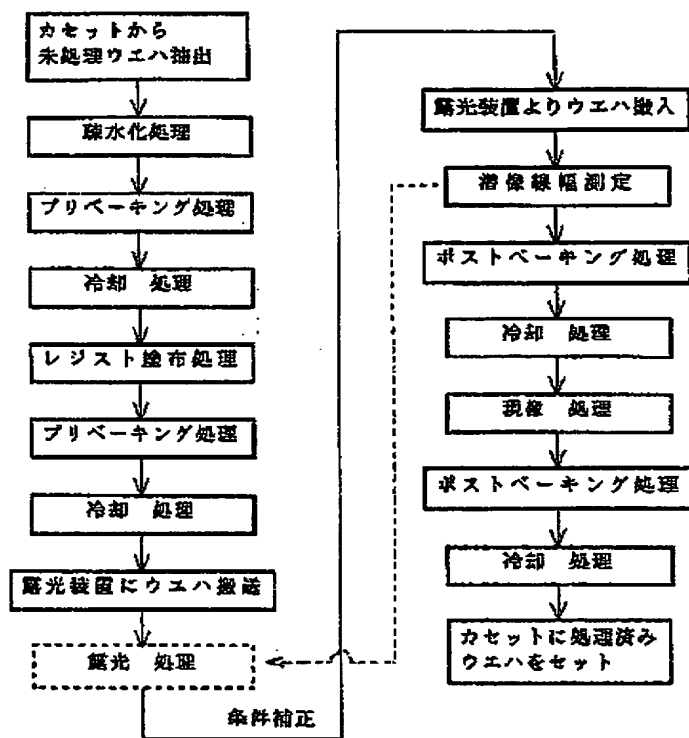 カセットから
未処理ウエハ抽出
疎水化処理
プリベーキング処理
冷却 処理
レジスト塗布処理
プリベーキング処理
冷却 処理
露光装置にウエハ搬送
露光 処理
条件補正
露光装置よりウエハ搬入
潜像線幅測定
ポストベーキング処理
冷却 処理
現像 処理
ポストベーキング処理
冷却 処理
カセットに処理済み
ウエハをセット